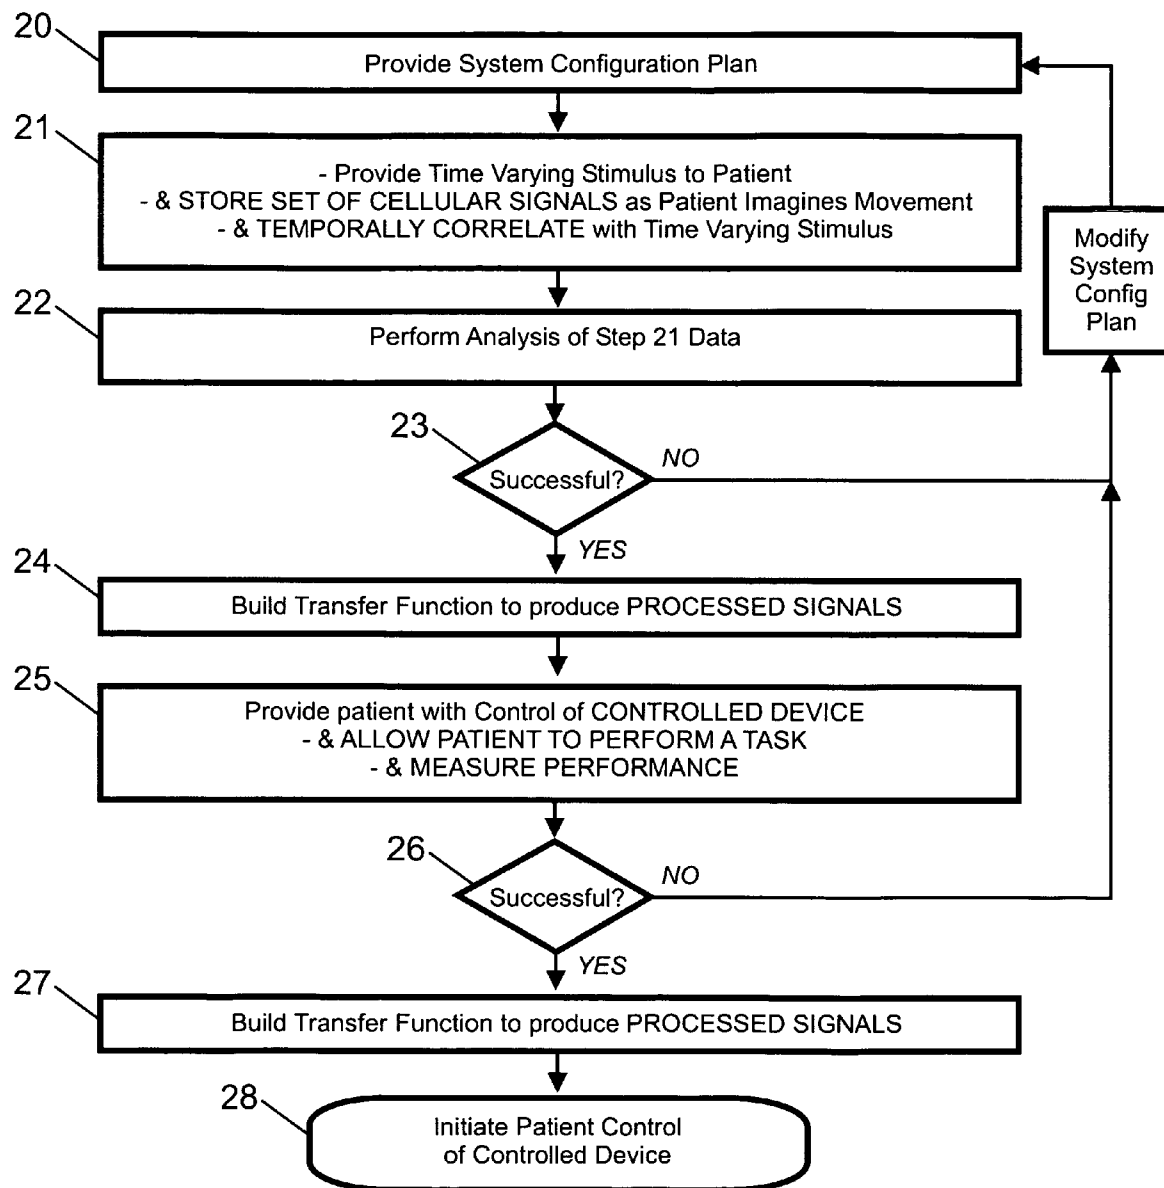 20
Provide System Configuration Plan
21
- Provide Time Varying Stimulus to Patient
- & STORE SET OF CELLULAR SIGNALS as Patient Imagines Movement
- & TEMPORALLY CORRELATE with Time Varying Stimulus
Modify
System
Config
Plan
22
Perform Analysis of Step 21 Data
23
Successful?
NO
YES
24
Build Transfer Function to produce PROCESSED SIGNALS
25
Provide patient with Control of CONTROLLED DEVICE
- & ALLOW PATIENT TO PERFORM A TASK
- & MEASURE PERFORMANCE
26
Successful?
NO
YES
27
Build Transfer Function to produce PROCESSED SIGNALS
28
Initiate Patient Control
of Controlled Device